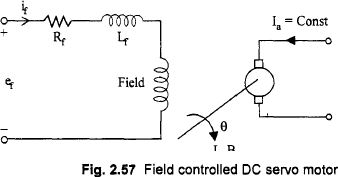 i_f
+
R_f
L_f
I_a = Const
e_f
Field
θ
−
J, B
Fig. 2.57 Field controlled DC servo motor